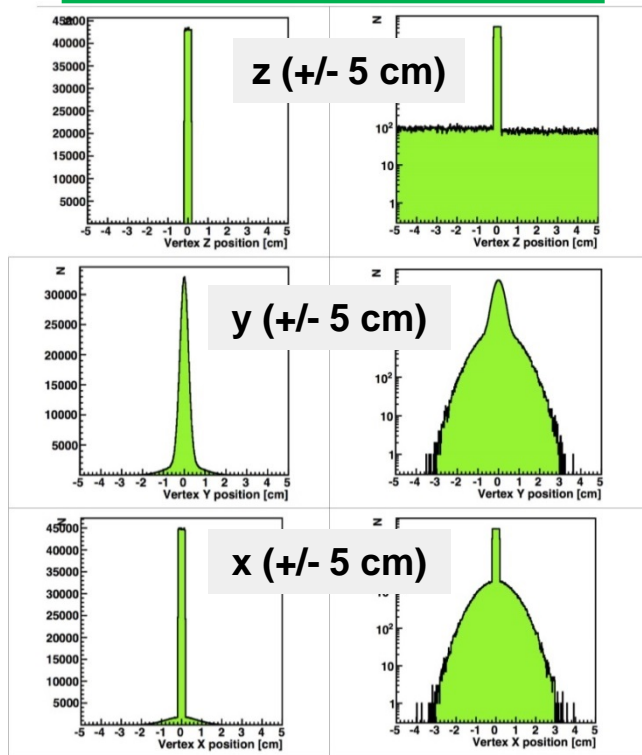 z (+/- 5 cm)
N
45000
40000
35000
30000
25000
20000
15000
10000
5000
-5 -4 -3 -2 -1 0 1 2 3 4 5
Vertex Z position [cm]
N
10²
10
1
-5 -4 -3 -2 -1 0 1 2 3 4 5
Vertex Z position [cm]
y (+/- 5 cm)
N
30000
25000
20000
15000
10000
5000
-5 -4 -3 -2 -1 0 1 2 3 4 5
Vertex Y position [cm]
N
10²
10
1
-5 -4 -3 -2 -1 0 1 2 3 4 5
Vertex Y position [cm]
x (+/- 5 cm)
N
45000
40000
35000
30000
25000
20000
15000
10000
5000
-5 -4 -3 -2 -1 0 1 2 3 4 5
Vertex X position [cm]
N
10²
10
1
-5 -4 -3 -2 -1 0 1 2 3 4 5
Vertex X position [cm]